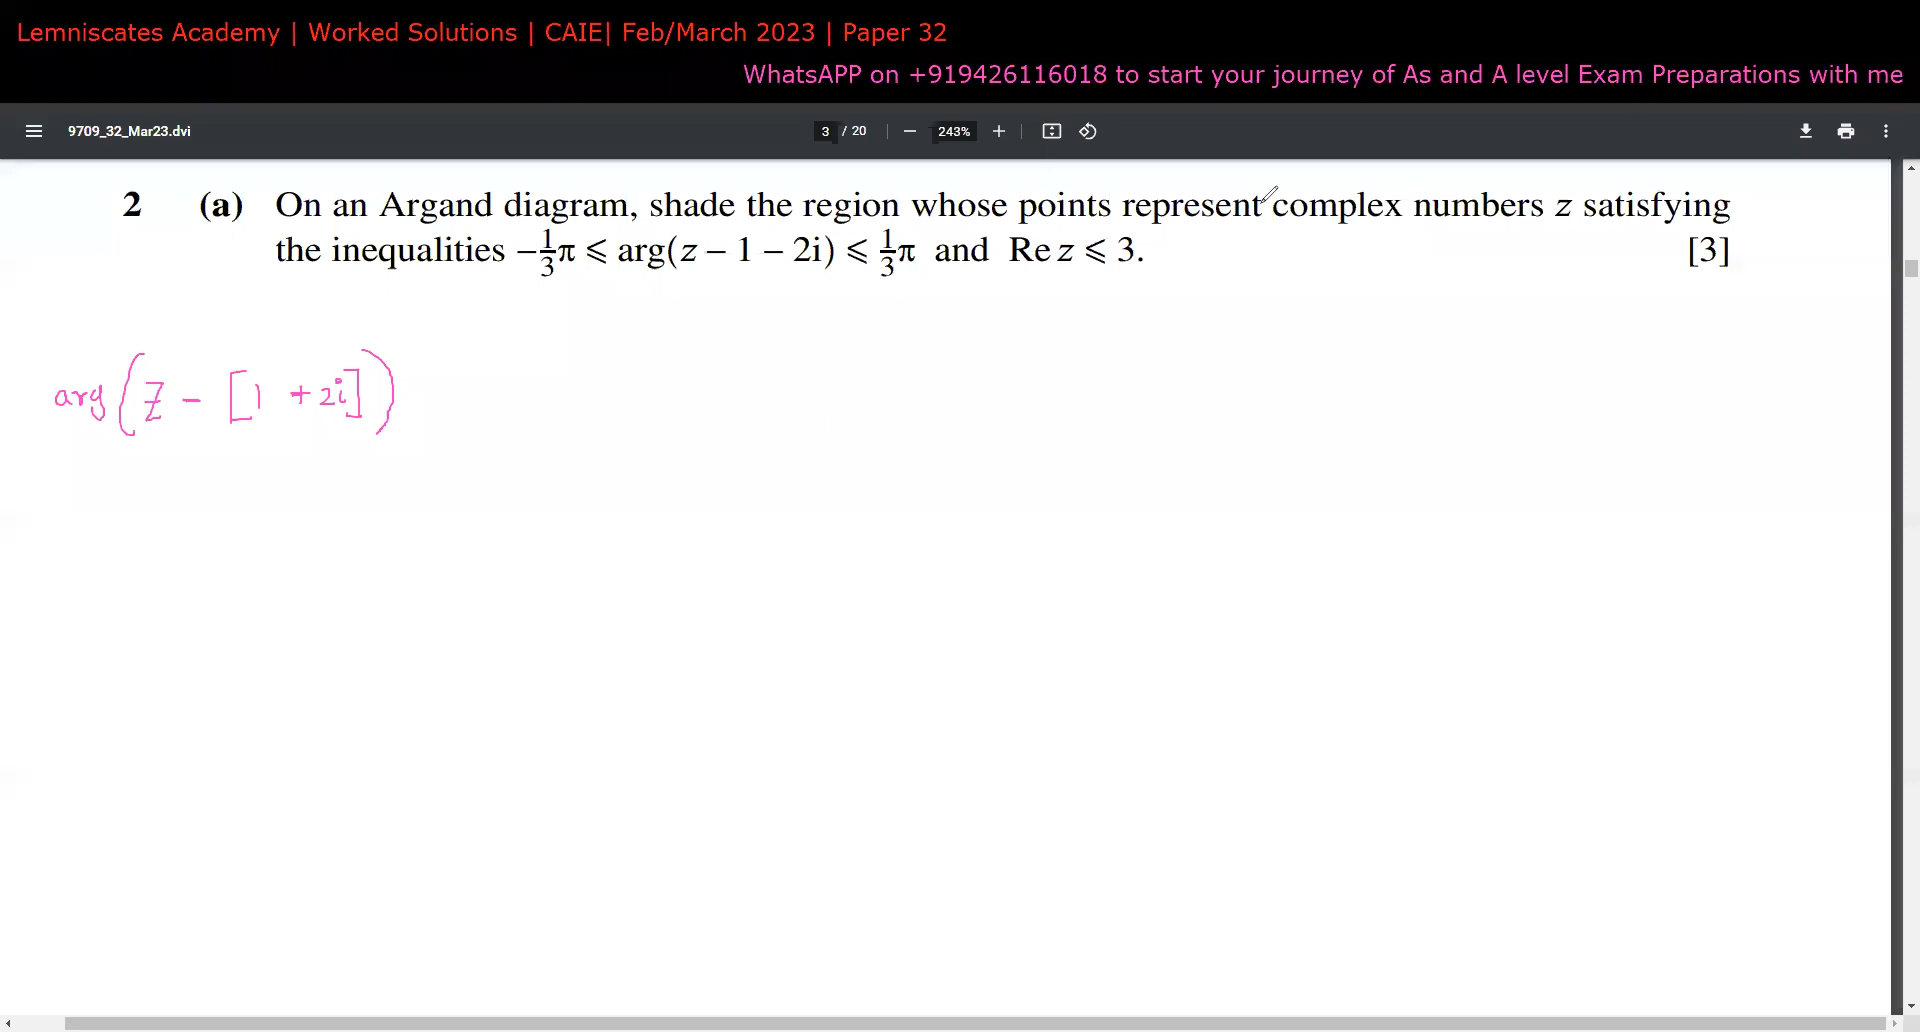 Lemniscates Academy | Worked Solutions | CAIE| Feb/March 2023 | Paper 32
WhatsAPP on +919426116018 to start your journey of As and A level Exam Preparations with me
9709_32_Mar23.dvi
3 / 20
243%
2 (a) On an Argand diagram, shade the region whose points represent complex numbers z satisfying
the inequalities −1/3π ⩽ arg(z − 1 − 2i) ⩽ 1/3π and Re z ⩽ 3. [3]
arg(z − [1 + 2i])